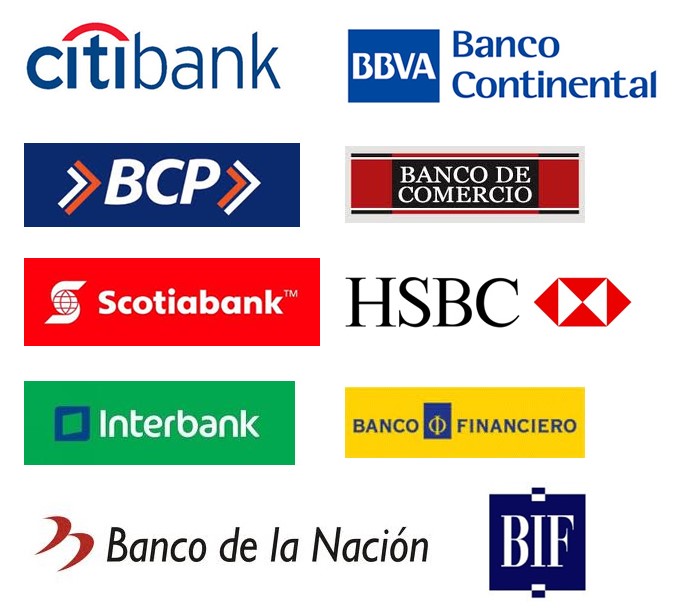 citibank
BBVA
Banco
Continental
BCP
BANCO DE
COMERCIO
Scotiabank™
HSBC
Interbank
BANCO FINANCIERO
Banco de la Nación
BIF